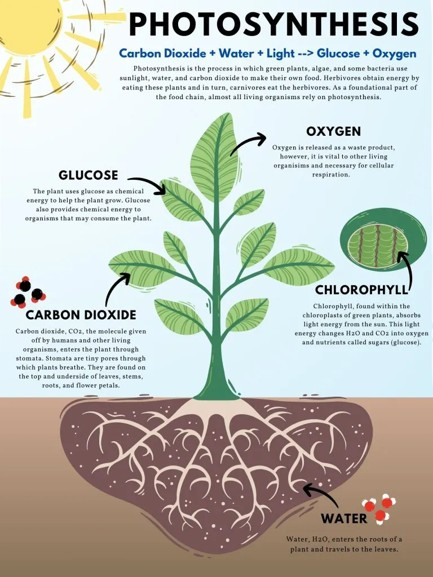 PHOTOSYNTHESIS
Carbon Dioxide + Water + Light --> Glucose + Oxygen
Photosynthesis is the process in which green plants, algae, and some bacteria use
sunlight, water, and carbon dioxide to make their own food. Herbivores obtain energy by
eating these plants and in turn, carnivores eat the herbivores. As a foundational part of
the food chain, almost all living organisms rely on photosynthesis.
OXYGEN
Oxygen is released as a waste product,
however, it is vital to other living
organisims and necessary for cellular
respiration.
GLUCOSE
The plant uses glucose as chemical
energy to help the plant grow. Glucose
also provides chemical energy to
organisms that may consume the plant.
CHLOROPHYLL
Chlorophyll, found within the
chloroplasts of green plants, absorbs
light energy from the sun. This light
energy changes H2O and CO2 into oxygen
and nutrients called sugars (glucose).
CARBON DIOXIDE
Carbon dioxide, CO2, the molecule given
off by humans and other living
organisms, enters the plant through
stomata. Stomata are tiny pores through
which plants breathe. They are found on
the top and underside of leaves, stems,
roots, and flower petals.
WATER
Water, H2O, enters the roots of a
plant and travels to the leaves.